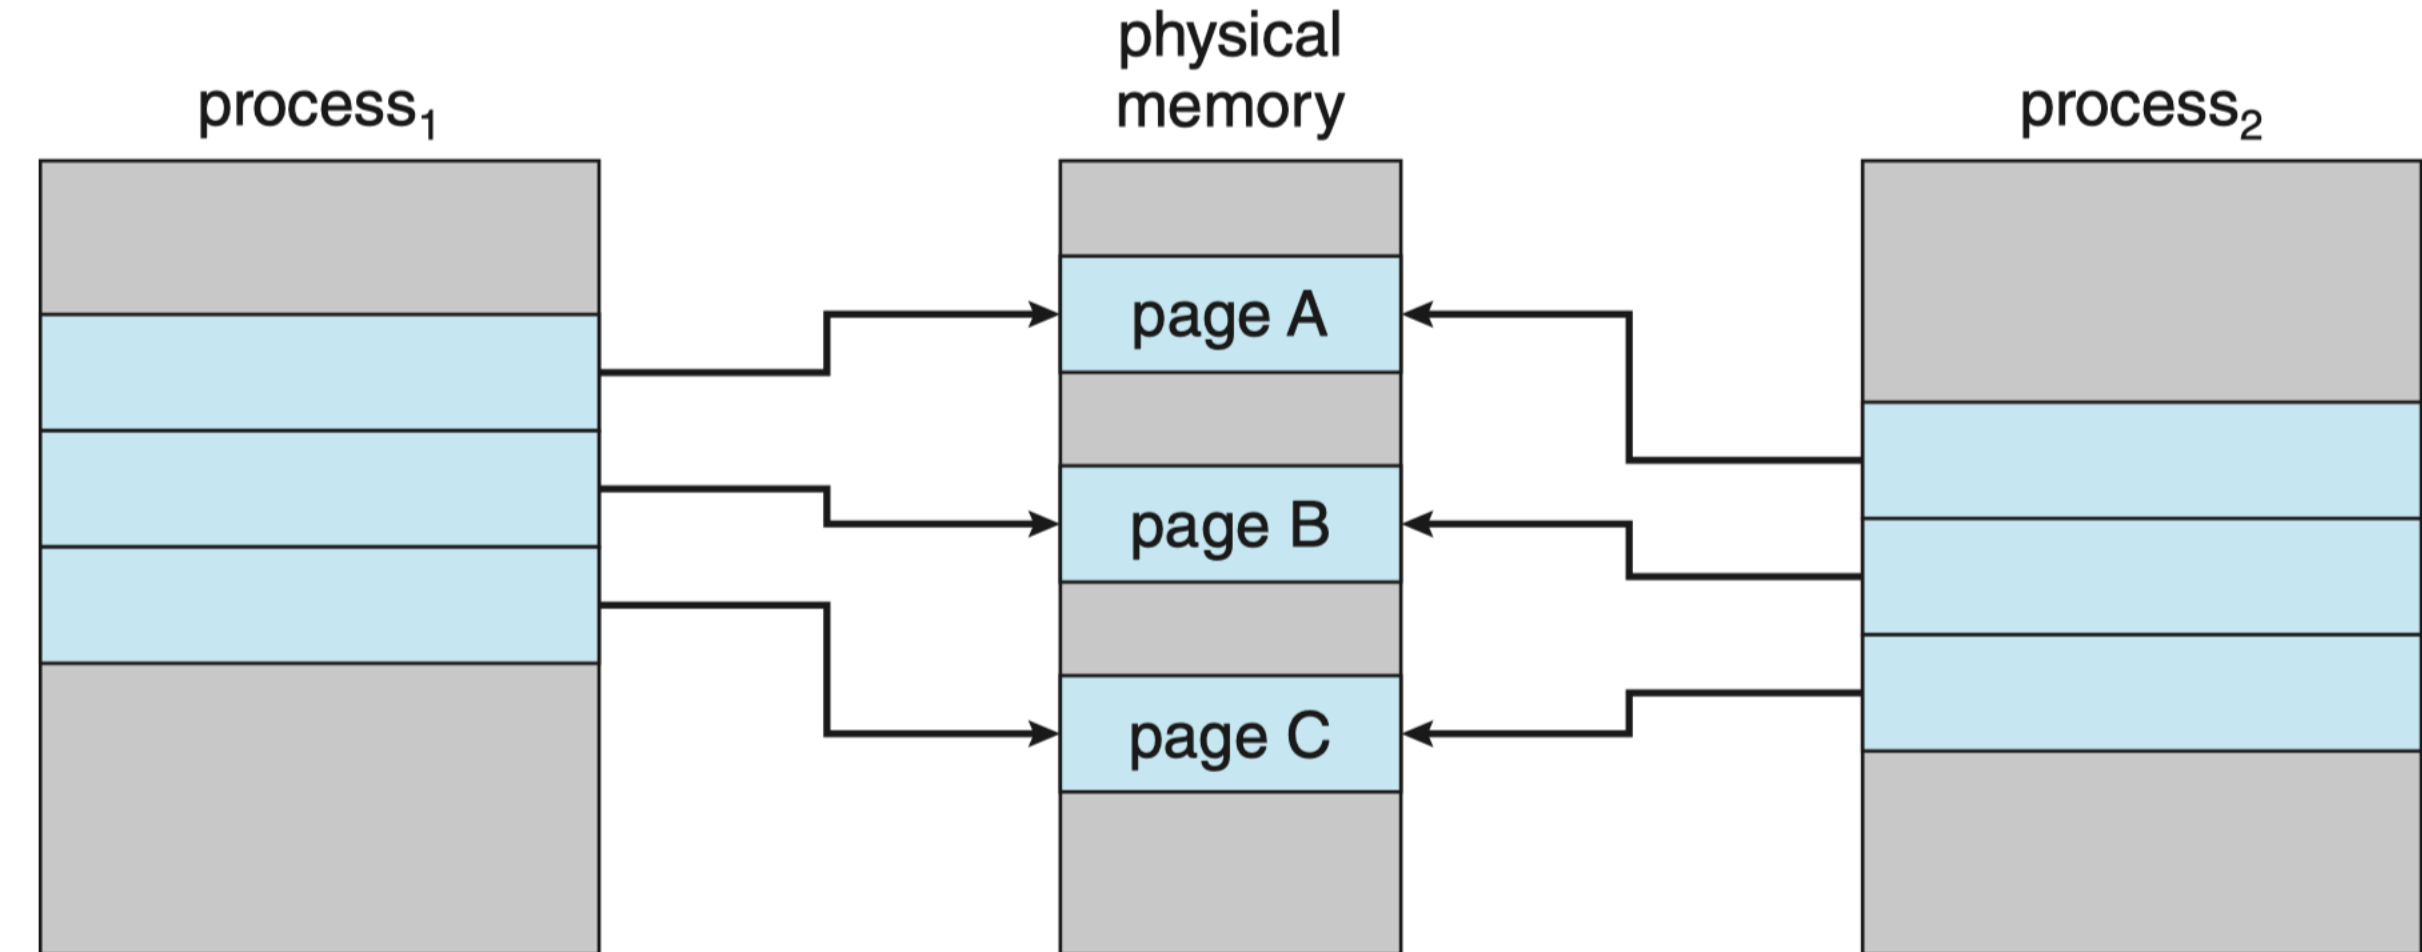 physical
memory
process₁
process₂
page A
page B
page C